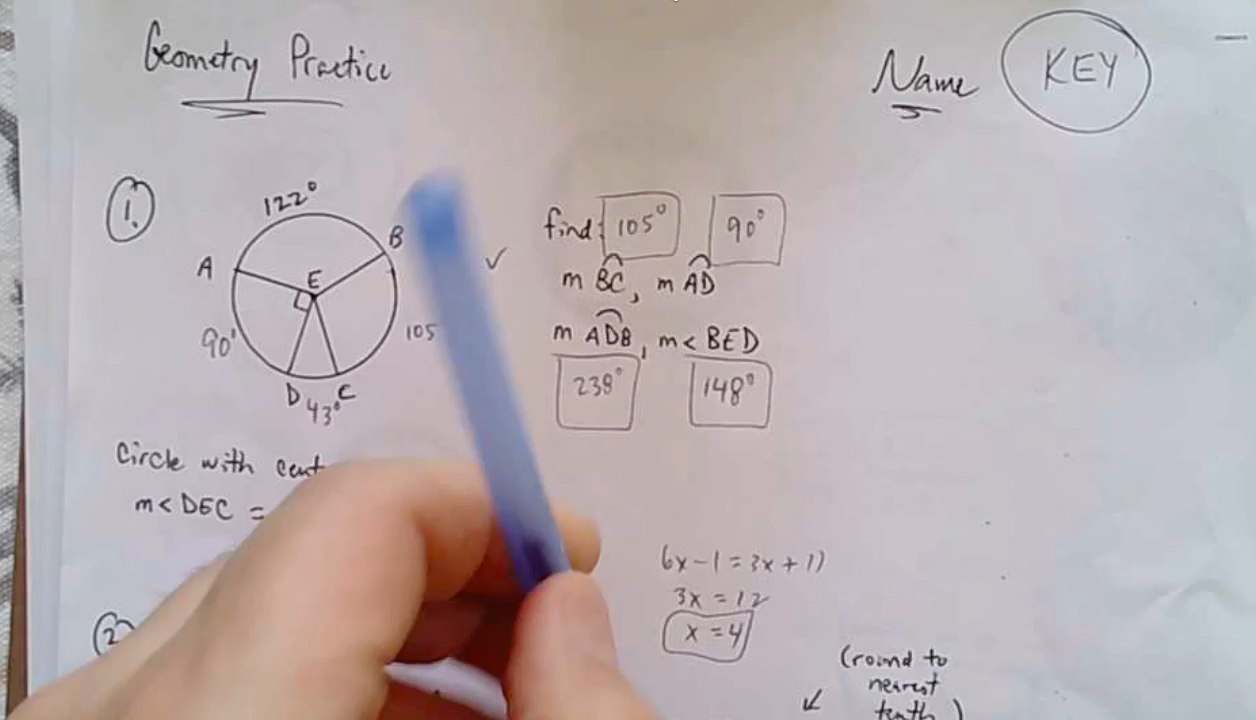 Geometry Practice
Name KEY
1.
122°
A
B
E
90°
105
D
43°
C
find: 105° 90°
m BC, m AD
m ADB, m< BED
238° 148°
Circle with
m< DEC =
2
6x-1=3x+11
3x = 12
x = 4
(round to
nearest
tenth)